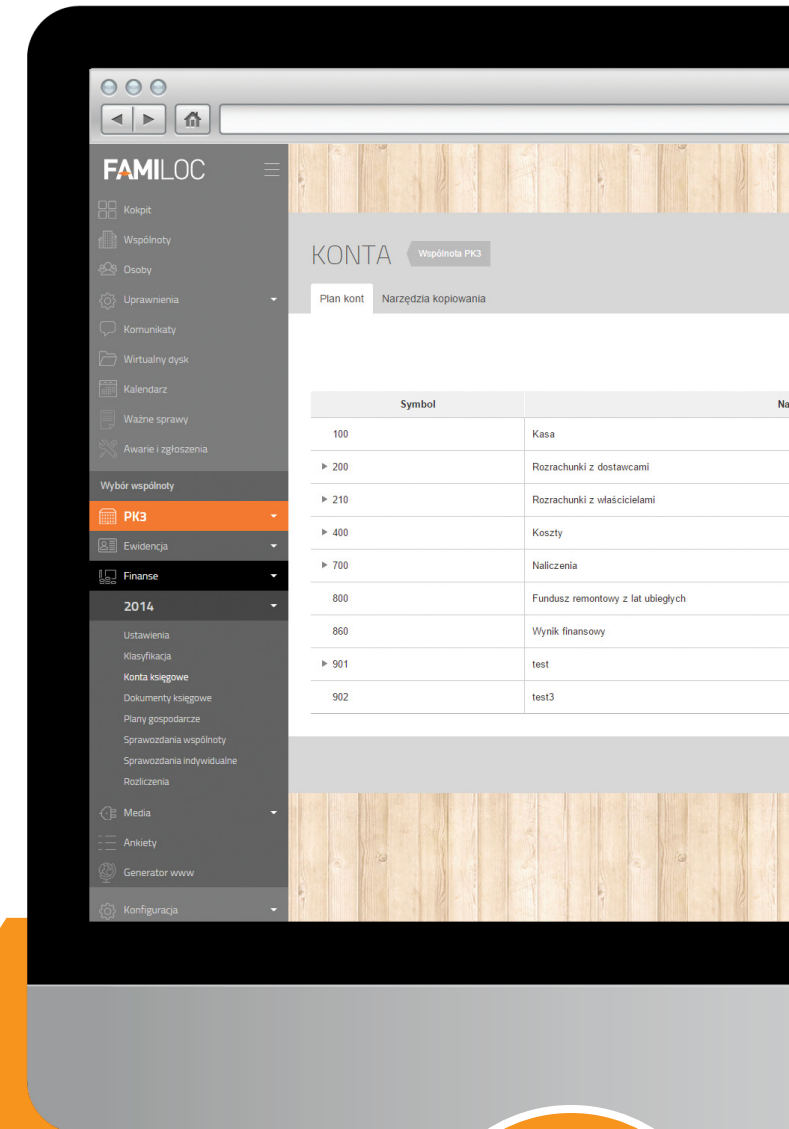 FAMILOC
Kokpit
Wspólnoty
Osoby
Uprawnienia
Komunikaty
Wirtualny dysk
Kalendarz
Ważne sprawy
Awarie i zgłoszenia
Wybór wspólnoty
PK3
Ewidencja
Finanse
2014
Ustawienia
Klasyfikacja
Konta księgowe
Dokumenty księgowe
Plany gospodarcze
Sprawozdania wspólnoty
Sprawozdania indywidualne
Rozliczenia
Media
Ankiety
Generator www
Konfiguracja
KONTA Wspólnota PK3
Plan kont Narzędzia kopiowania
Symbol Na
100 Kasa
200 Rozrachunki z dostawcami
210 Rozrachunki z właścicielami
400 Koszty
700 Naliczenia
800 Fundusz remontowy z lat ubiegłych
860 Wynik finansowy
901 test
902 test3